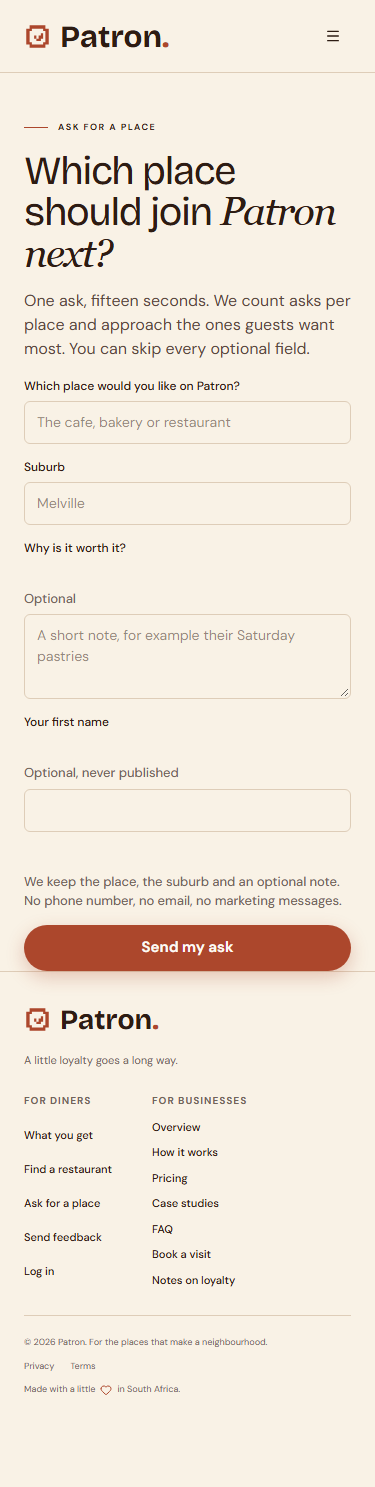 Patron.
ASK FOR A PLACE
Which place
should join Patron
next?
One ask, fifteen seconds. We count asks per
place and approach the ones guests want
most. You can skip every optional field.
Which place would you like on Patron?
The cafe, bakery or restaurant
Suburb
Melville
Why is it worth it?
Optional
A short note, for example their Saturday
pastries
Your first name
Optional, never published
We keep the place, the suburb and an optional note.
No phone number, no email, no marketing messages.
Send my ask
Patron.
A little loyalty goes a long way.
FOR DINERS
What you get
Find a restaurant
Ask for a place
Send feedback
Log in
FOR BUSINESSES
Overview
How it works
Pricing
Case studies
FAQ
Book a visit
Notes on loyalty
© 2026 Patron. For the places that make a neighbourhood.
Privacy Terms
Made with a little in South Africa.